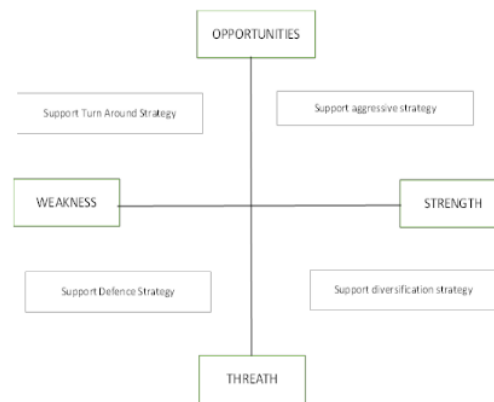 OPPORTUNITIES
Support Turn Around Strategy
Support aggressive strategy
WEAKNESS
STRENGTH
Support Defence Strategy
Support diversification strategy
THREATH